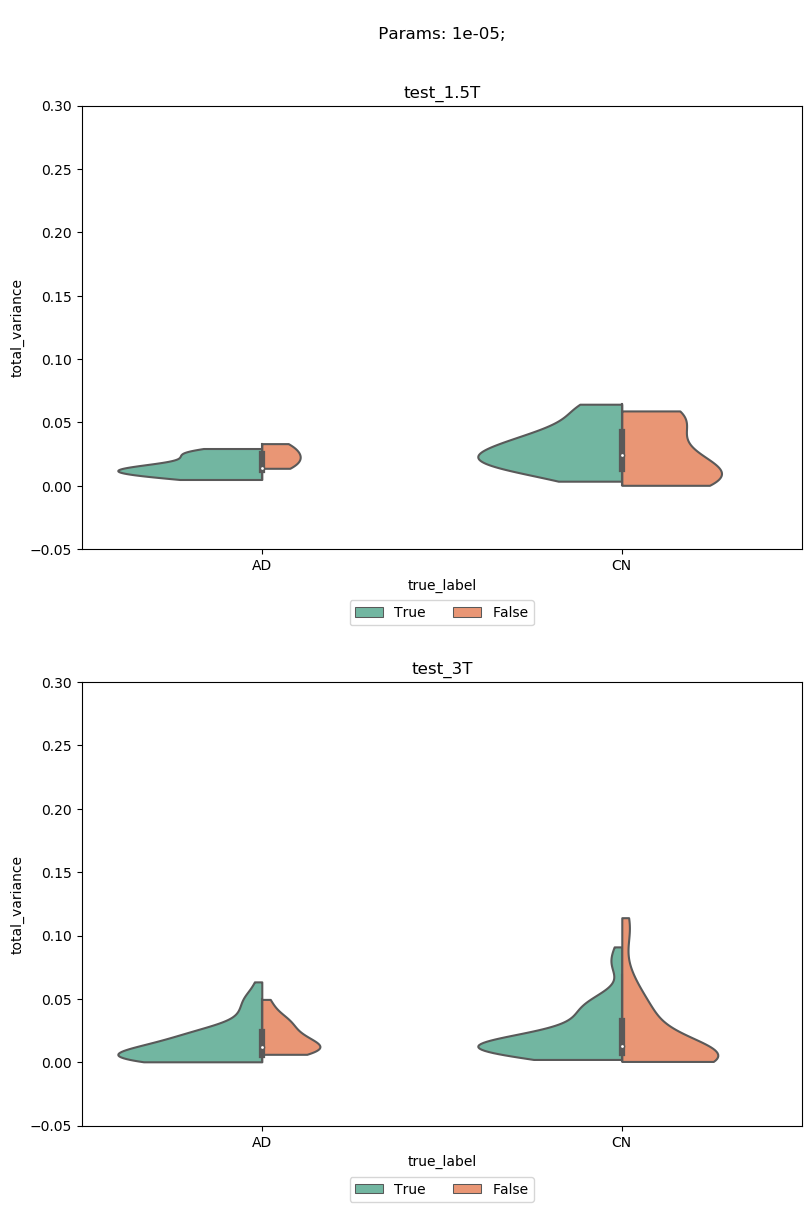 Params: 1e-05;
test_1.5T
0.30
0.25
0.20
0.15
0.10
0.05
0.00
−0.05
total_variance
AD CN
true_label
True False
test_3T
0.30
0.25
0.20
0.15
0.10
0.05
0.00
−0.05
total_variance
AD CN
true_label
True False